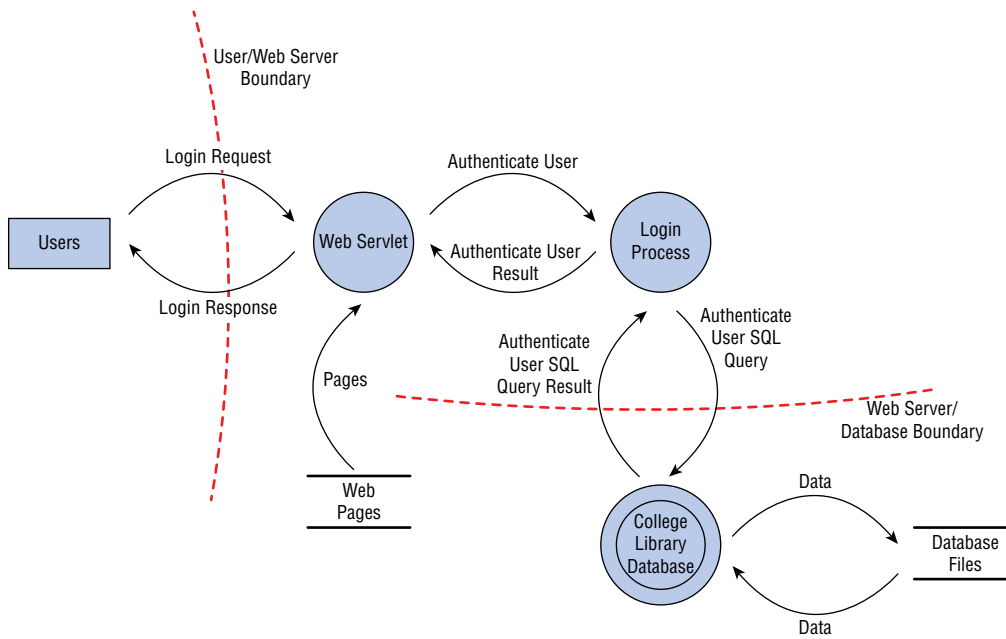 User/Web Server
Boundary
Login Request
Authenticate User
Users
Web Servlet
Login
Process
Authenticate User
Result
Login Response
Authenticate
User SQL
Query Result
Authenticate
User SQL
Query
Pages
Web Server/
Database Boundary
Web
Pages
Data
College
Library
Database
Database
Files
Data